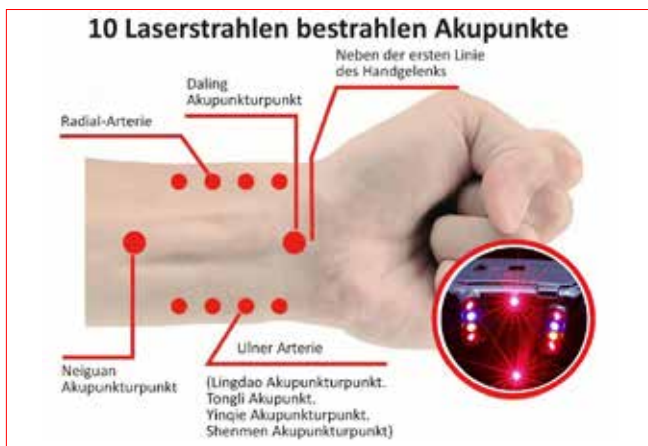 10 Laserstrahlen bestrahlen Akupunkte
Neben der ersten Linie
des Handgelenks
Daling
Akupunkturpunkt
Radial-Arterie
Neiguan
Akupunkturpunkt
Ulner Arterie
(Lingdao Akupunkturpunkt.
Tongli Akupunkt.
Yinqie Akupunkturpunkt.
Shenmen Akupunkturpunkt)